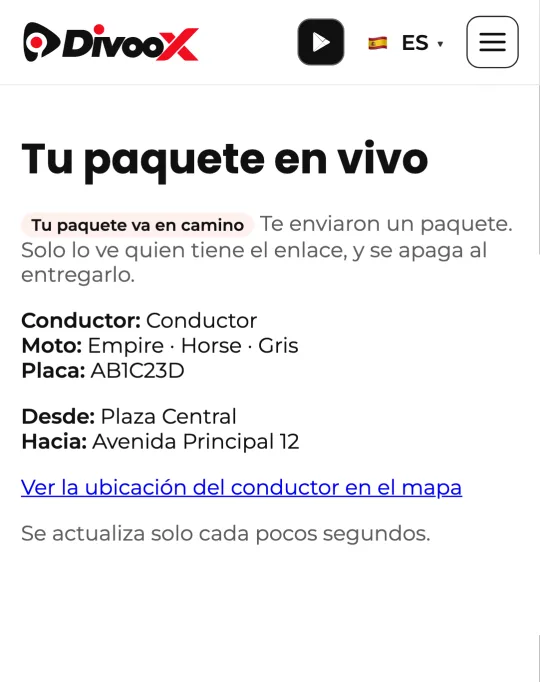 DivooX
ES
Tu paquete en vivo
Tu paquete va en camino Te enviaron un paquete.
Solo lo ve quien tiene el enlace, y se apaga al
entregarlo.
Conductor: Conductor
Moto: Empire · Horse · Gris
Placa: AB1C23D
Desde: Plaza Central
Hacia: Avenida Principal 12
Ver la ubicación del conductor en el mapa
Se actualiza solo cada pocos segundos.